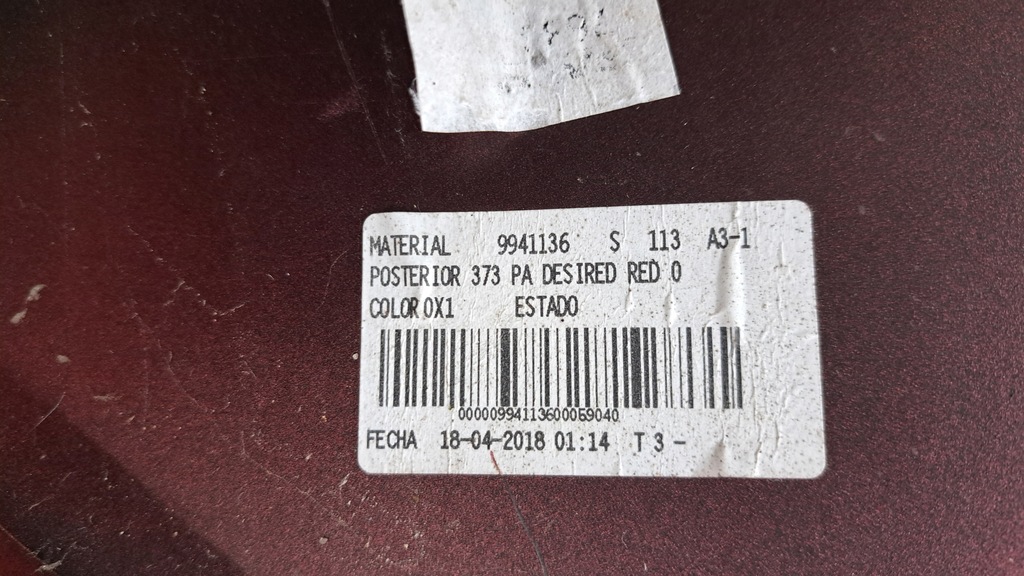 MATERIAL 9941136 S 113 A3-1
POSTERIOR 373 PA DESIRED RED 0
COLOR 0X1 ESTADO
00000994113600069040
FECHA 18-04-2018 01:14 T 3 -